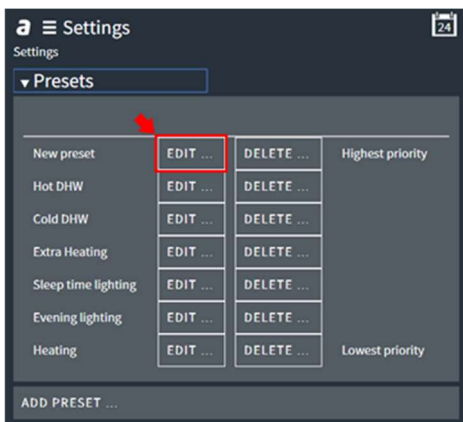 a ≡ Settings 24
Settings
▾ Presets
New preset EDIT ... DELETE ... Highest priority
Hot DHW EDIT ... DELETE ...
Cold DHW EDIT ... DELETE ...
Extra Heating EDIT ... DELETE ...
Sleep time lighting EDIT ... DELETE ...
Evening lighting EDIT ... DELETE ...
Heating EDIT ... DELETE ... Lowest priority
ADD PRESET ...